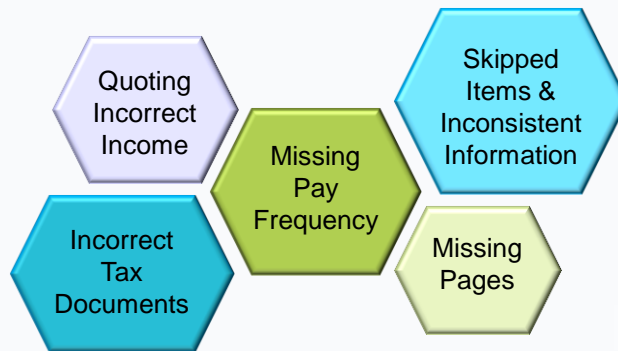 Quoting
Incorrect
Income
Skipped
Items &
Inconsistent
Information
Missing
Pay
Frequency
Incorrect
Tax
Documents
Missing
Pages